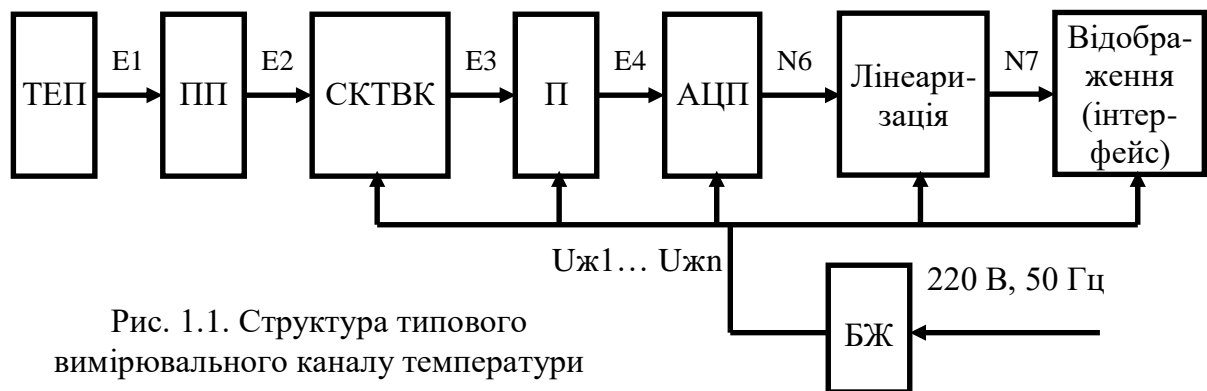 E1
E2
E3
E4
N6
N7
ТЕП
ПП
СКТВК
П
АЦП
Лінеари-
зація
Відобра-
ження
(інтер-
фейс)
Uж1… Uжn
220 В, 50 Гц
БЖ
Рис. 1.1. Структура типового
вимірювального каналу температури